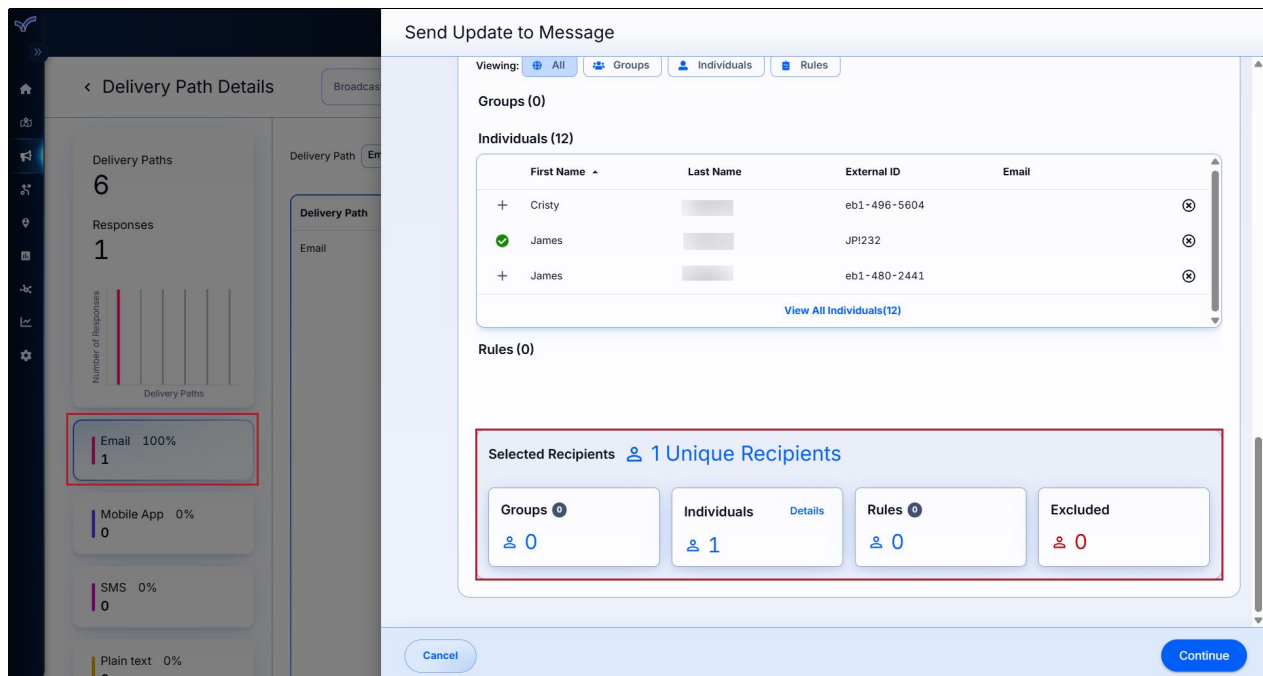 Send Update to Message
»
Viewing: All Groups Individuals Rules
‹ Delivery Path Details
Groups (0)
Individuals (12)
Delivery Paths
6
Responses
1
Number of Responses
Delivery Paths
Email 100%
1
Mobile App 0%
0
SMS 0%
0
Plain text 0%
Delivery Path
Delivery Path
Email
First Name Last Name External ID Email
Cristy eb1-496-5604
James JP!232
James eb1-480-2441
View All Individuals(12)
Rules (0)
Selected Recipients 1 Unique Recipients
Groups 0
0
Individuals Details
1
Rules 0
0
Excluded
0
Cancel
Continue